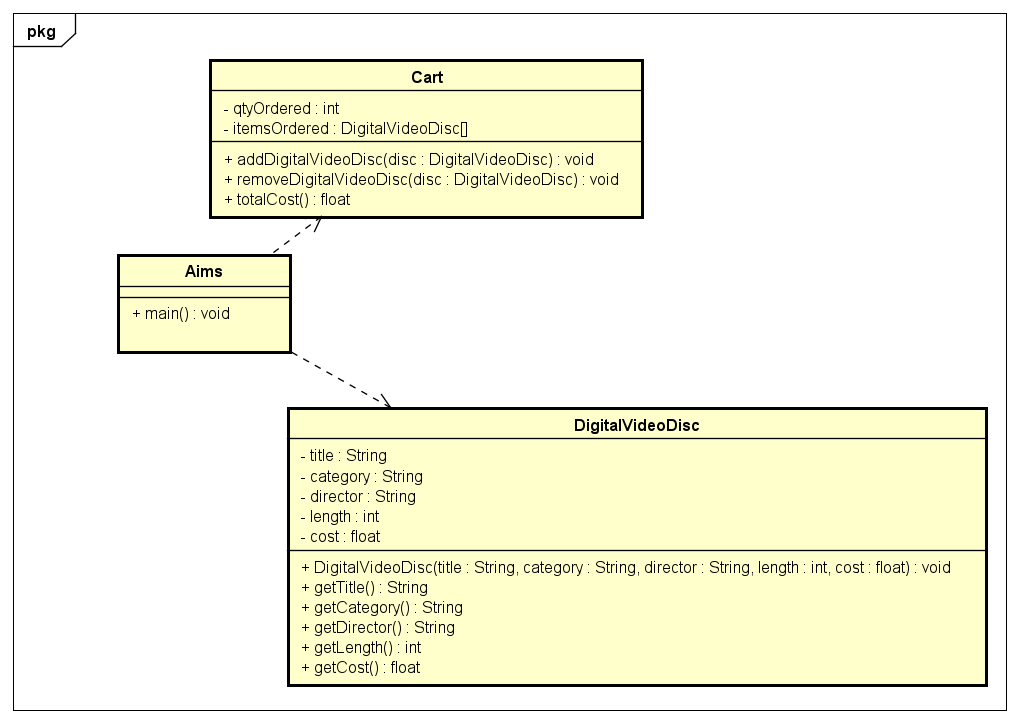 pkg
Cart
- qtyOrdered : int
- itemsOrdered : DigitalVideoDisc[]
+ addDigitalVideoDisc(disc : DigitalVideoDisc) : void
+ removeDigitalVideoDisc(disc : DigitalVideoDisc) : void
+ totalCost() : float
Aims
+ main() : void
DigitalVideoDisc
- title : String
- category : String
- director : String
- length : int
- cost : float
+ DigitalVideoDisc(title : String, category : String, director : String, length : int, cost : float) : void
+ getTitle() : String
+ getCategory() : String
+ getDirector() : String
+ getLength() : int
+ getCost() : float